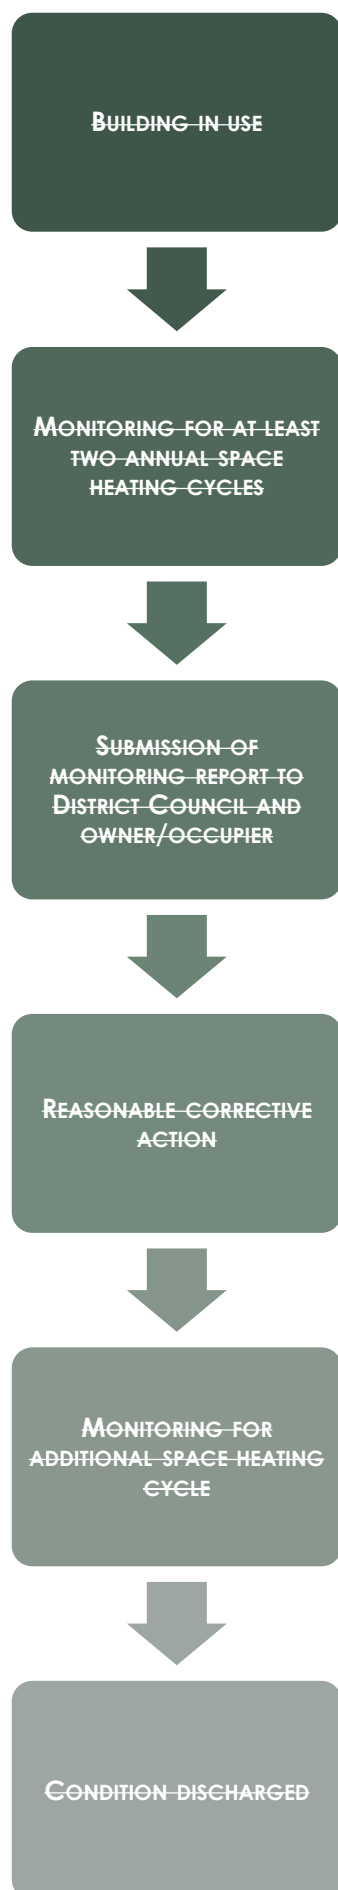 Building in use
Monitoring for at least
two annual space
heating cycles
Submission of
monitoring report to
District Council and
owner/occupier
Reasonable corrective
action
Monitoring for
additional space heating
cycle
Condition discharged